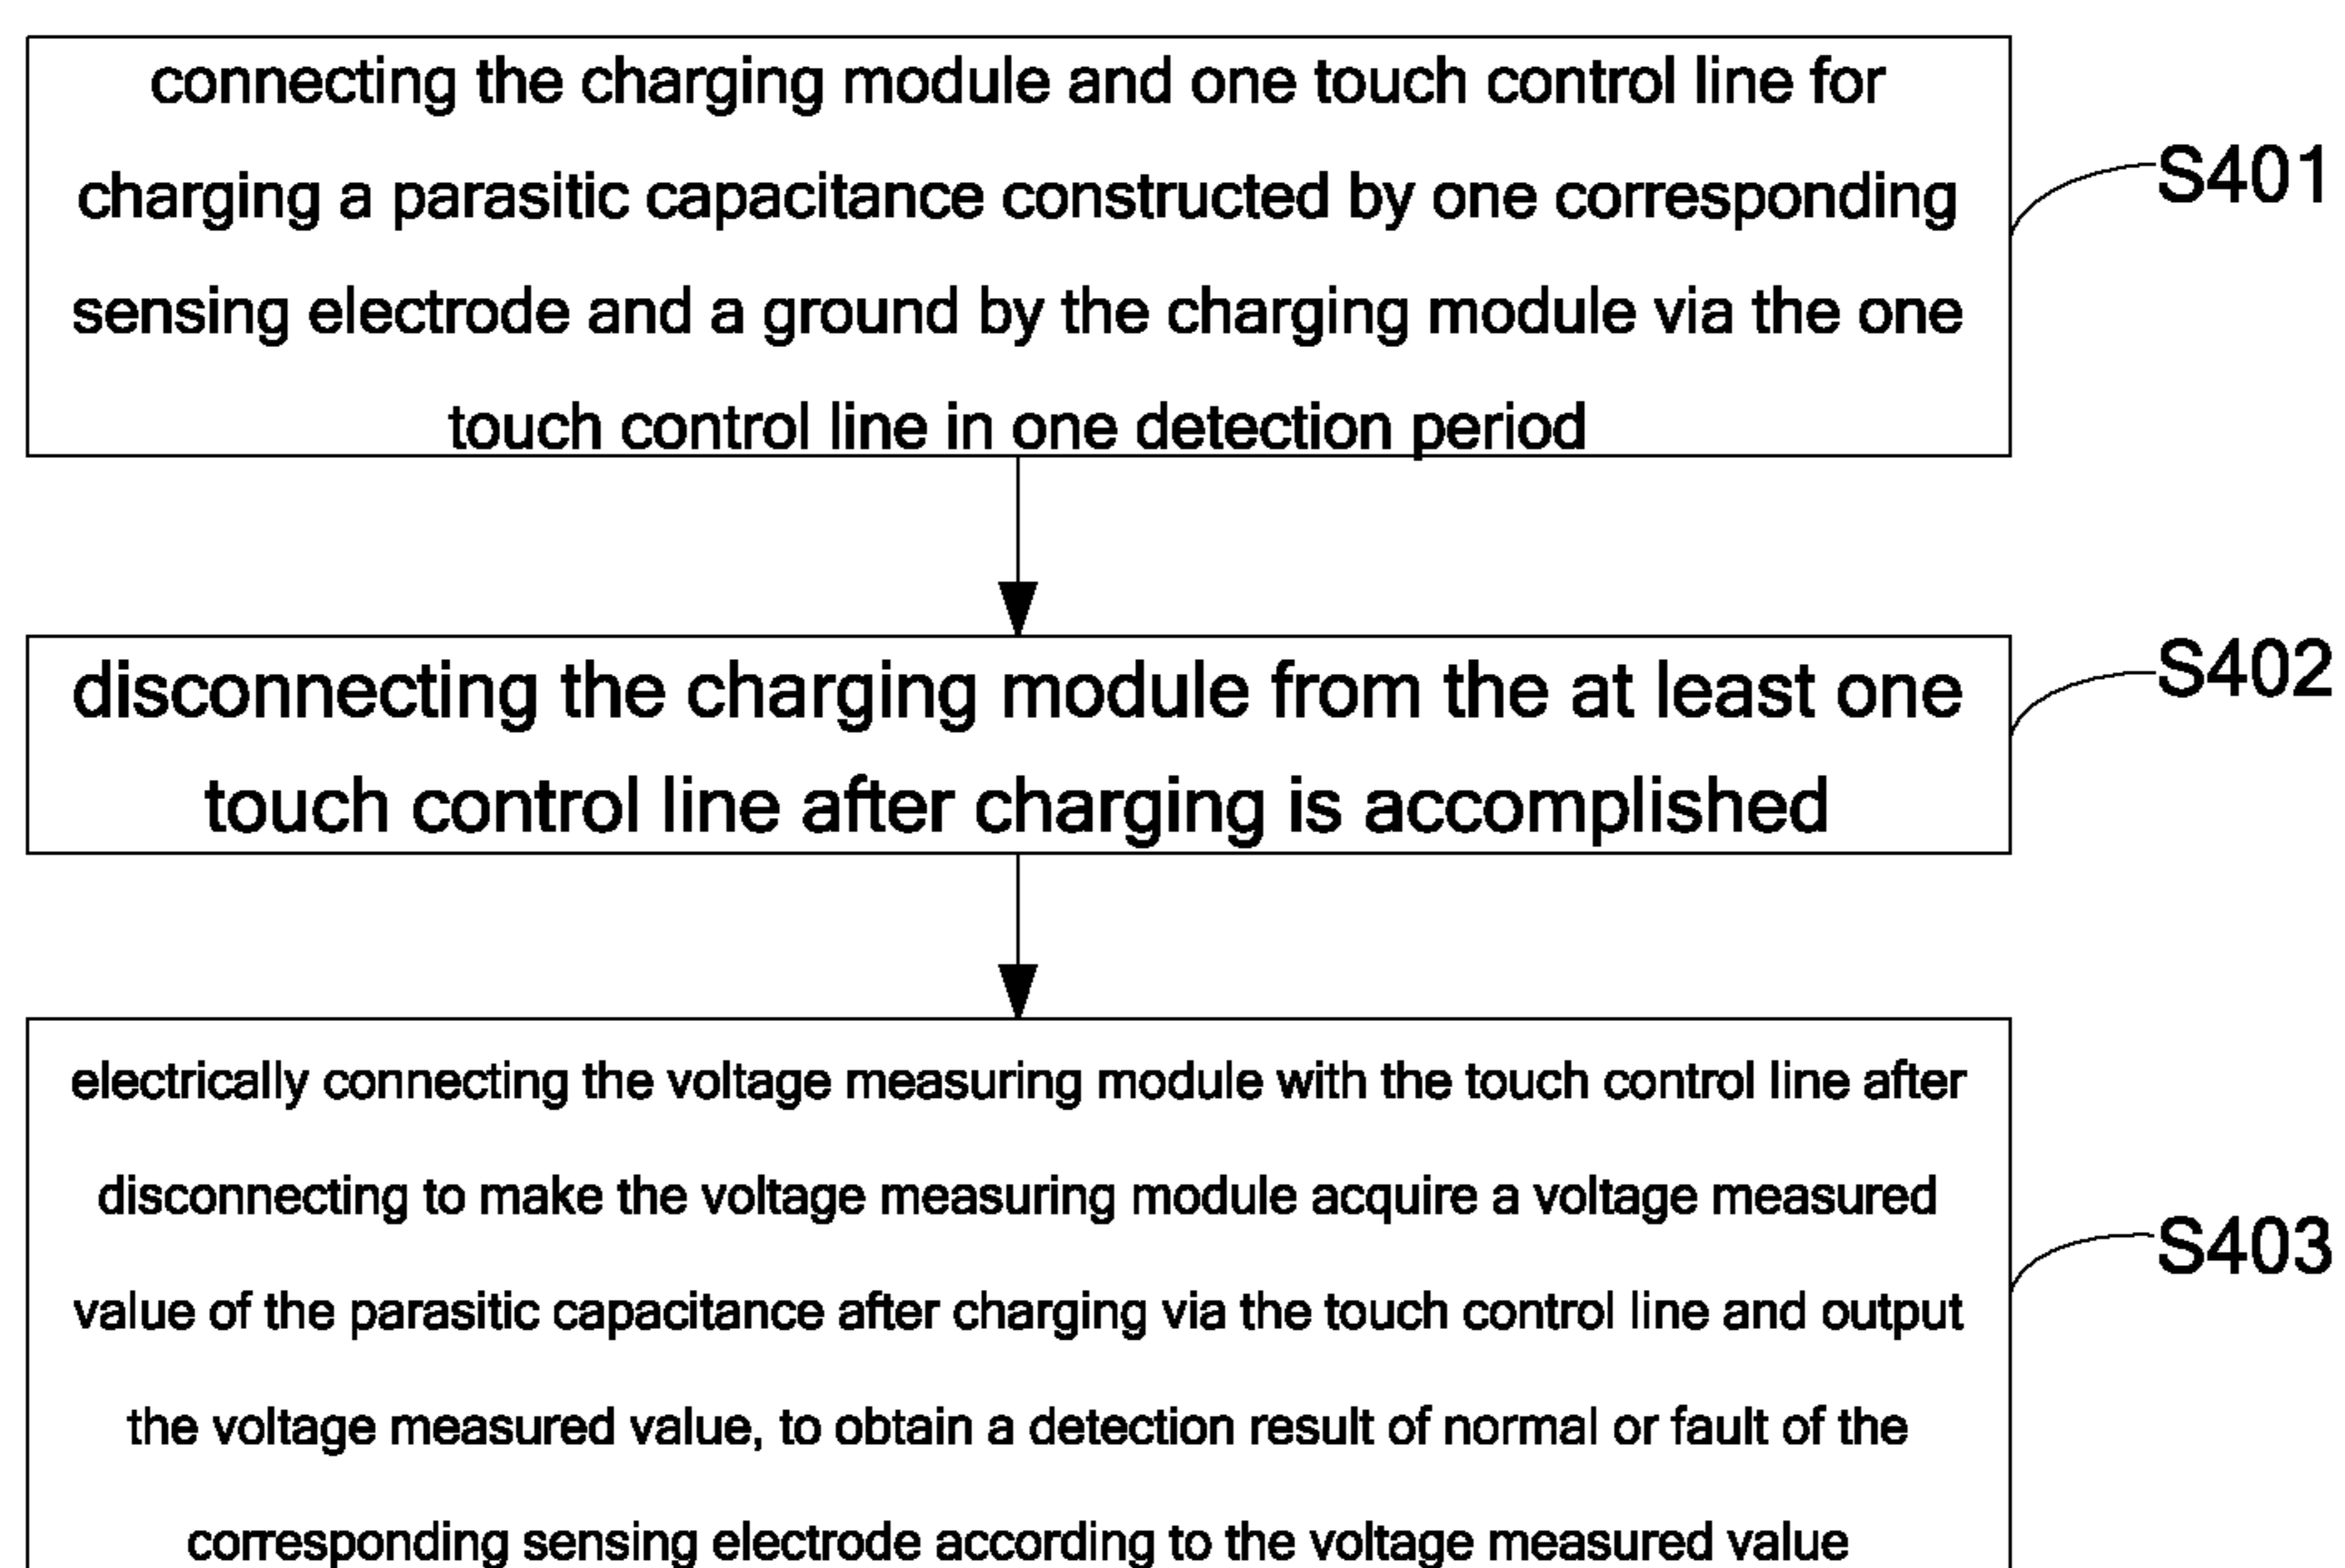 connecting the charging module and one touch control line for
charging a parasitic capacitance constructed by one corresponding
sensing electrode and a ground by the charging module via the one
touch control line in one detection period
S401
disconnecting the charging module from the at least one
touch control line after charging is accomplished
S402
electrically connecting the voltage measuring module with the touch control line after
disconnecting to make the voltage measuring module acquire a voltage measured
value of the parasitic capacitance after charging via the touch control line and output
the voltage measured value, to obtain a detection result of normal or fault of the
corresponding sensing electrode according to the voltage measured value
S403